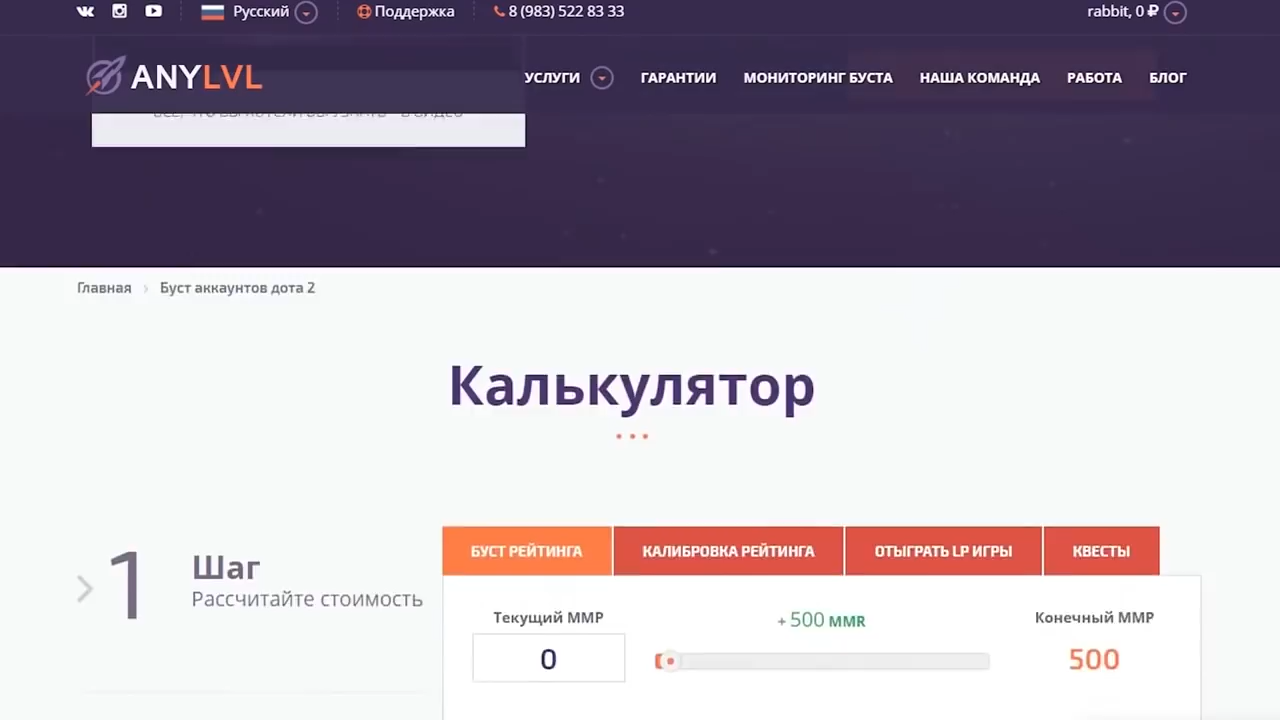 Русский
Поддержка
8 (983) 522 83 33
rabbit, 0 ₽
ANYLVL
УСЛУГИ
ГАРАНТИИ
МОНИТОРИНГ БУСТА
НАША КОМАНДА
РАБОТА
БЛОГ
Главная › Буст аккаунтов дота 2
Калькулятор
1
Шаг
Рассчитайте стоимость
БУСТ РЕЙТИНГА
КАЛИБРОВКА РЕЙТИНГА
ОТЫГРАТЬ LP ИГРЫ
КВЕСТЫ
Текущий ММР
+ 500 MMR
Конечный ММР
0
500